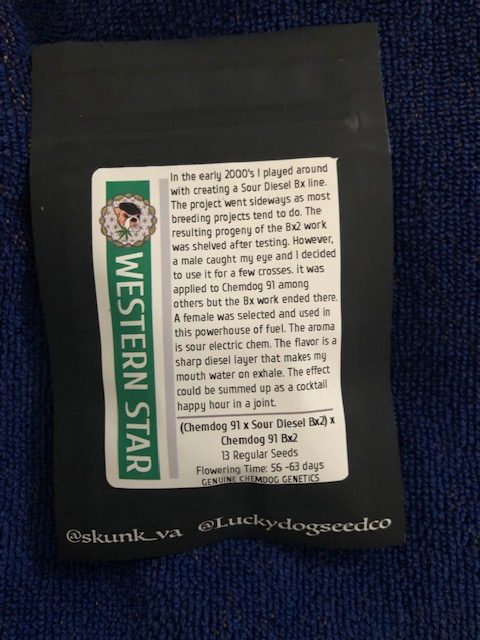 In the early 2000's I played around
with creating a Sour Diesel Bx line.
The project went sideways as most
breeding projects tend to do. The
resulting progeny of the Bx2 work
was shelved after testing. However,
a male caught my eye and I decided
to use it for a few crosses. it was
applied to Chemdog 91 among
others but the Bx work ended there.
A female was selected and used in
this powerhouse of fuel. The aroma
is sour electric chem. The flavor is a
sharp diesel layer that makes my
mouth water on exhale. The effect
could be summed up as a cocktail
happy hour in a joint.
WESTERN STAR
(Chemdog 91 x Sour Diesel Bx2) x
Chemdog 91 Bx2
13 Regular Seeds
Flowering Time: 56 -63 days
GENUINE CHEMDOG GENETICS
@skunk_va @Luckydogseedco